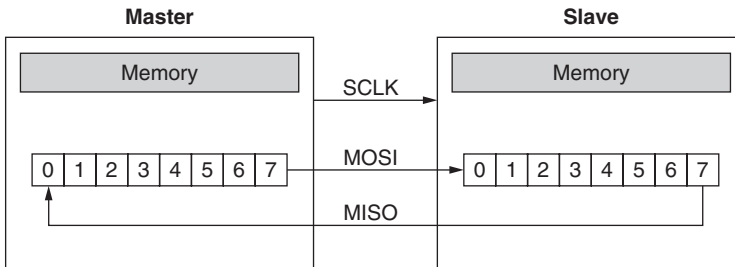 Master Slave
Memory Memory
SCLK
0 1 2 3 4 5 6 7 MOSI 0 1 2 3 4 5 6 7
MISO